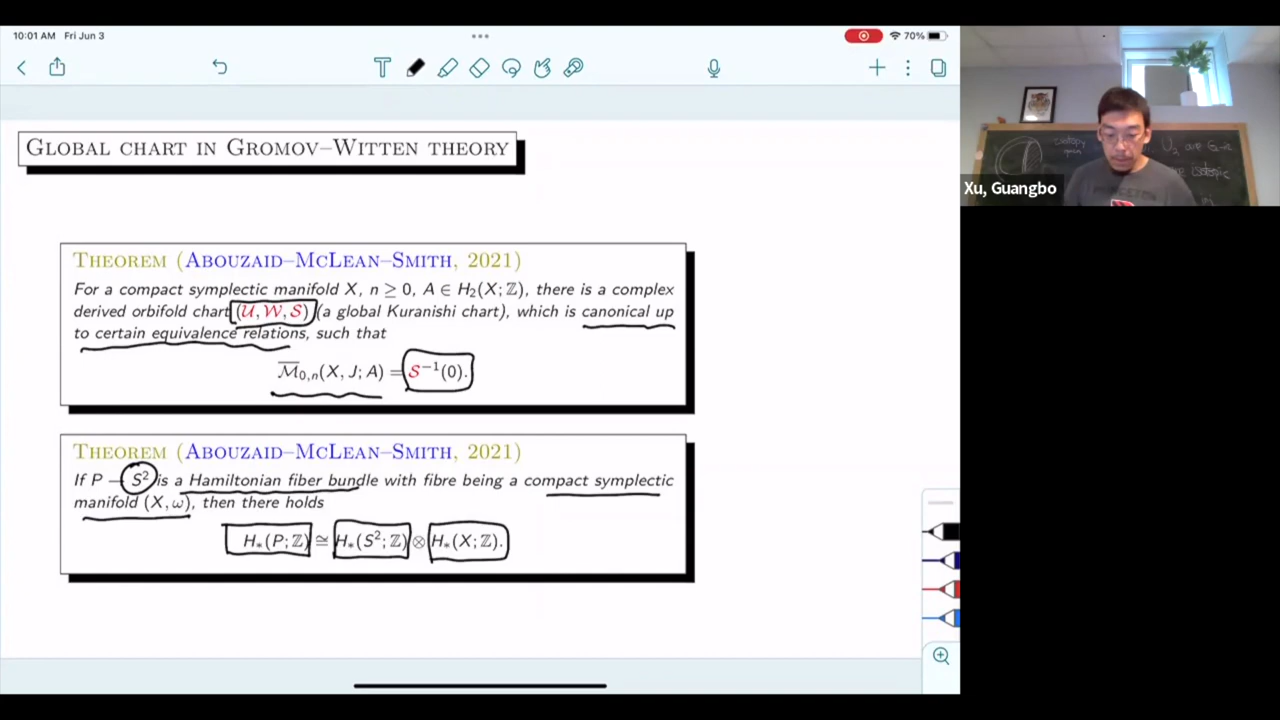 10:01 AM Fri Jun 3
70%
GLOBAL CHART IN GROMOV–WITTEN THEORY
THEOREM (ABOUZAID–MCLEAN–SMITH, 2021)
For a compact symplectic manifold X, n ≥ 0, A ∈ H₂(X; ℤ), there is a complex
derived orbifold chart (𝒰, 𝒲, 𝒮) (a global Kuranishi chart), which is canonical up
to certain equivalence relations, such that
ℳ̅₀,ₙ(X, J; A) = 𝒮⁻¹(0).
THEOREM (ABOUZAID–MCLEAN–SMITH, 2021)
If P → S² is a Hamiltonian fiber bundle with fibre being a compact symplectic
manifold (X, ω), then there holds
H∗(P; ℤ) ≅ H∗(S²; ℤ) ⊗ H∗(X; ℤ).
Xu, Guangbo